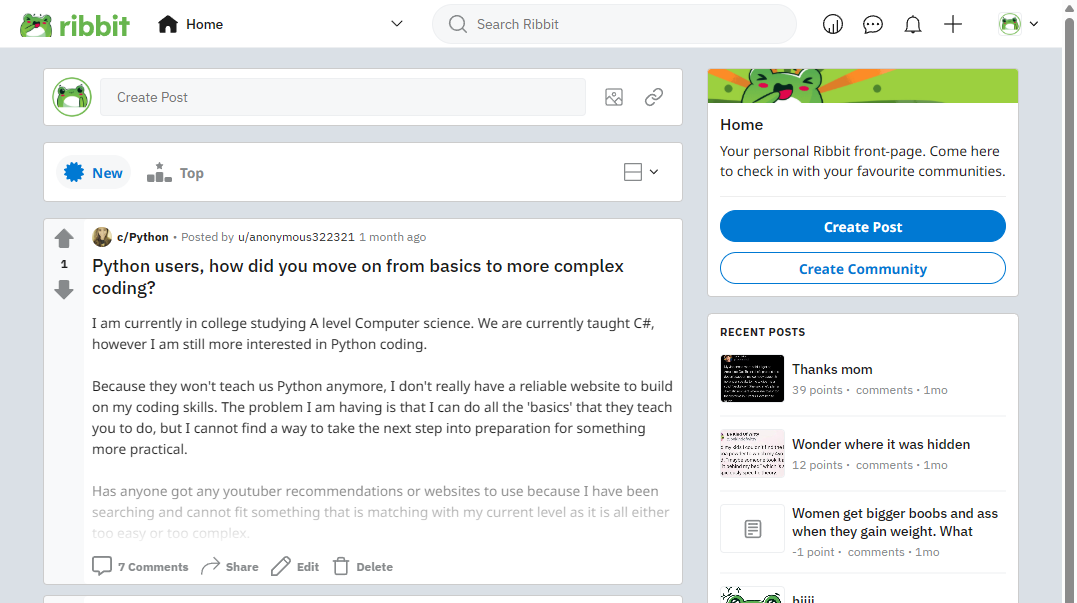 ribbit
Home
Search Ribbit
Create Post
New
Top
c/Python • Posted by u/anonymous322321 1 month ago
1
Python users, how did you move on from basics to more complex
coding?
I am currently in college studying A level Computer science. We are currently taught C#,
however I am still more interested in Python coding.
Because they won't teach us Python anymore, I don't really have a reliable website to build
on my coding skills. The problem I am having is that I can do all the 'basics' that they teach
you to do, but I cannot find a way to take the next step into preparation for something
more practical.
Has anyone got any youtuber recommendations or websites to use because I have been
searching and cannot fit something that is matching with my current level as it is all either
too easy or too complex.
7 Comments
Share
Edit
Delete
Home
Your personal Ribbit front-page. Come here
to check in with your favourite communities.
Create Post
Create Community
RECENT POSTS
Thanks mom
39 points • comments • 1mo
Wonder where it was hidden
12 points • comments • 1mo
Women get bigger boobs and ass
when they gain weight. What
-1 point • comments • 1mo